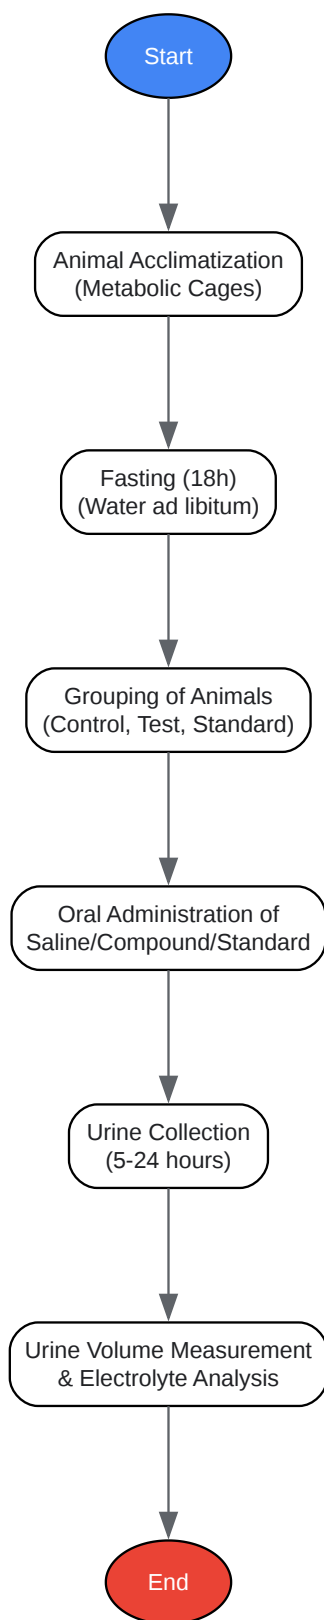 Start
Animal Acclimatization
(Metabolic Cages)
Fasting (18h)
(Water ad libitum)
Grouping of Animals
(Control, Test, Standard)
Oral Administration of
Saline/Compound/Standard
Urine Collection
(5-24 hours)
Urine Volume Measurement
& Electrolyte Analysis
End